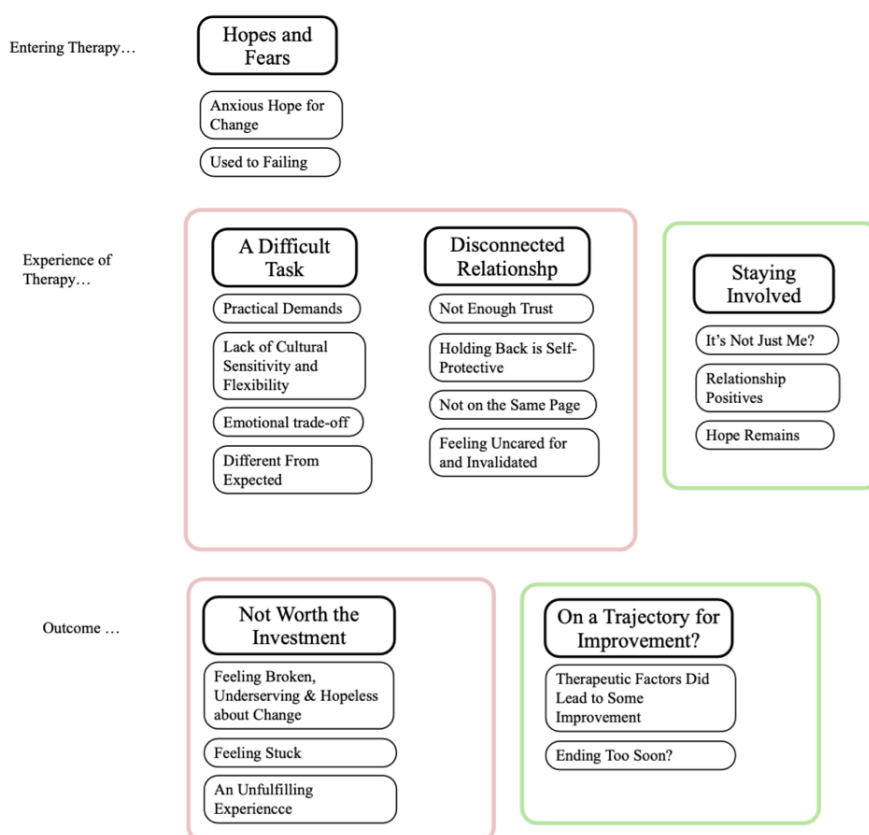 Entering Therapy…
Hopes and
Fears
Anxious Hope for
Change
Used to Failing
Experience of
Therapy…
A Difficult
Task
Practical Demands
Lack of Cultural
Sensitivity and
Flexibility
Emotional trade-off
Different From
Expected
Disconnected
Relationshp
Not Enough Trust
Holding Back is Self-
Protective
Not on the Same Page
Feeling Uncared for
and Invalidated
Staying
Involved
It’s Not Just Me?
Relationship
Positives
Hope Remains
Outcome …
Not Worth the
Investment
Feeling Broken,
Underserving & Hopeless
about Change
Feeling Stuck
An Unfulfilling
Experiencce
On a Trajectory for
Improvement?
Therapeutic Factors Did
Lead to Some
Improvement
Ending Too Soon?